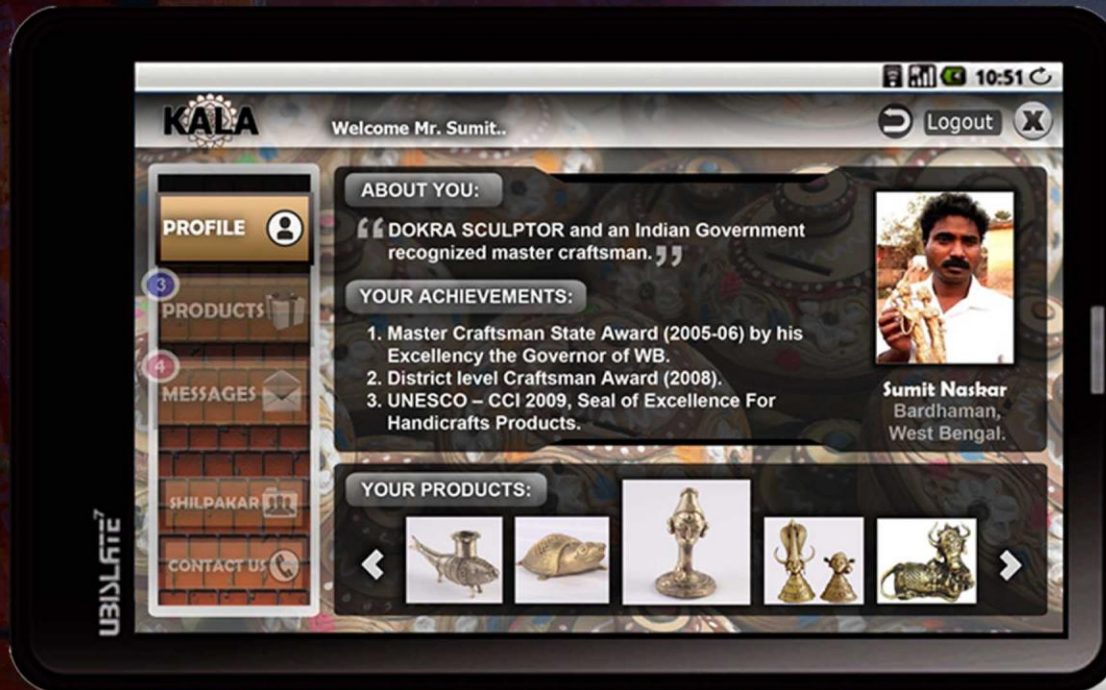 10:51
KALA
Welcome Mr. Sumit..
Logout
X
PROFILE
3
PRODUCTS
4
MESSAGES
SHILPAKAR
CONTACT US
ABOUT YOU:
“ DOKRA SCULPTOR and an Indian Government
recognized master craftsman. ”
YOUR ACHIEVEMENTS:
1. Master Craftsman State Award (2005-06) by his
Excellency the Governor of WB.
2. District level Craftsman Award (2008).
3. UNESCO – CCI 2009, Seal of Excellence For
Handicrafts Products.
Sumit Naskar
Bardhaman,
West Bengal.
YOUR PRODUCTS:
UBISLATE7